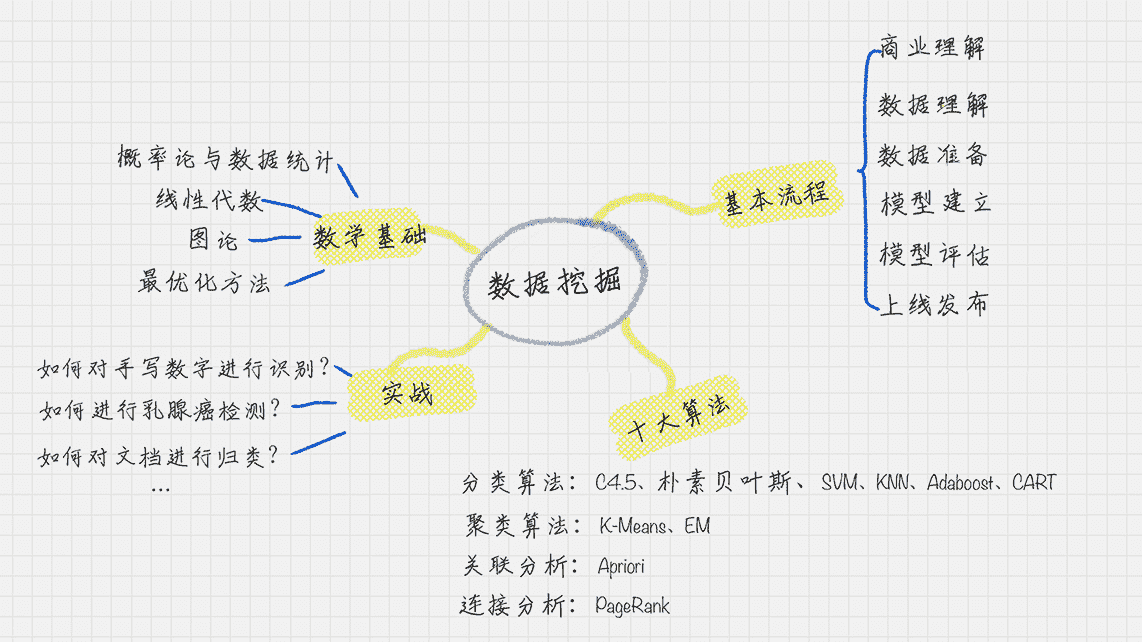 数据挖掘
基本流程
商业理解
数据理解
数据准备
模型建立
模型评估
上线发布
数学基础
概率论与数据统计
线性代数
图论
最优化方法
实战
如何对手写数字进行识别?
如何进行乳腺癌检测?
如何对文档进行归类?
...
十大算法
分类算法: C4.5、朴素贝叶斯、SVM、KNN、Adaboost、CART
聚类算法: K-Means、EM
关联分析: Apriori
连接分析: PageRank